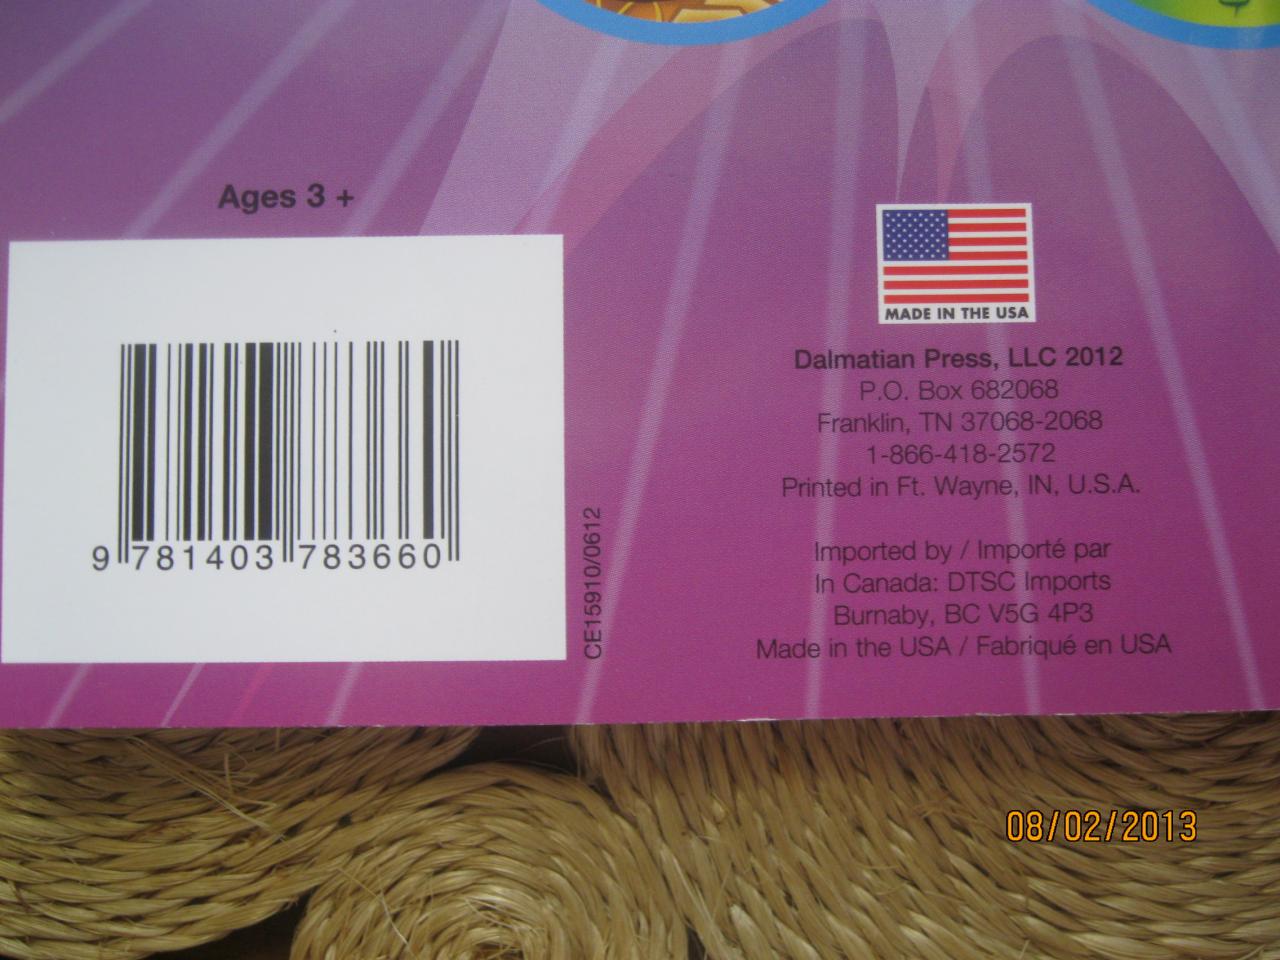 Ages 3 +
9 781403 783660
CE15910/0612
MADE IN THE USA
Dalmatian Press, LLC 2012
P.O. Box 682068
Franklin, TN 37068-2068
1-866-418-2572
Printed in Ft. Wayne, IN, U.S.A.
Imported by / Importé par
In Canada: DTSC Imports
Burnaby, BC V5G 4P3
Made in the USA / Fabriqué en USA
08/02/2013